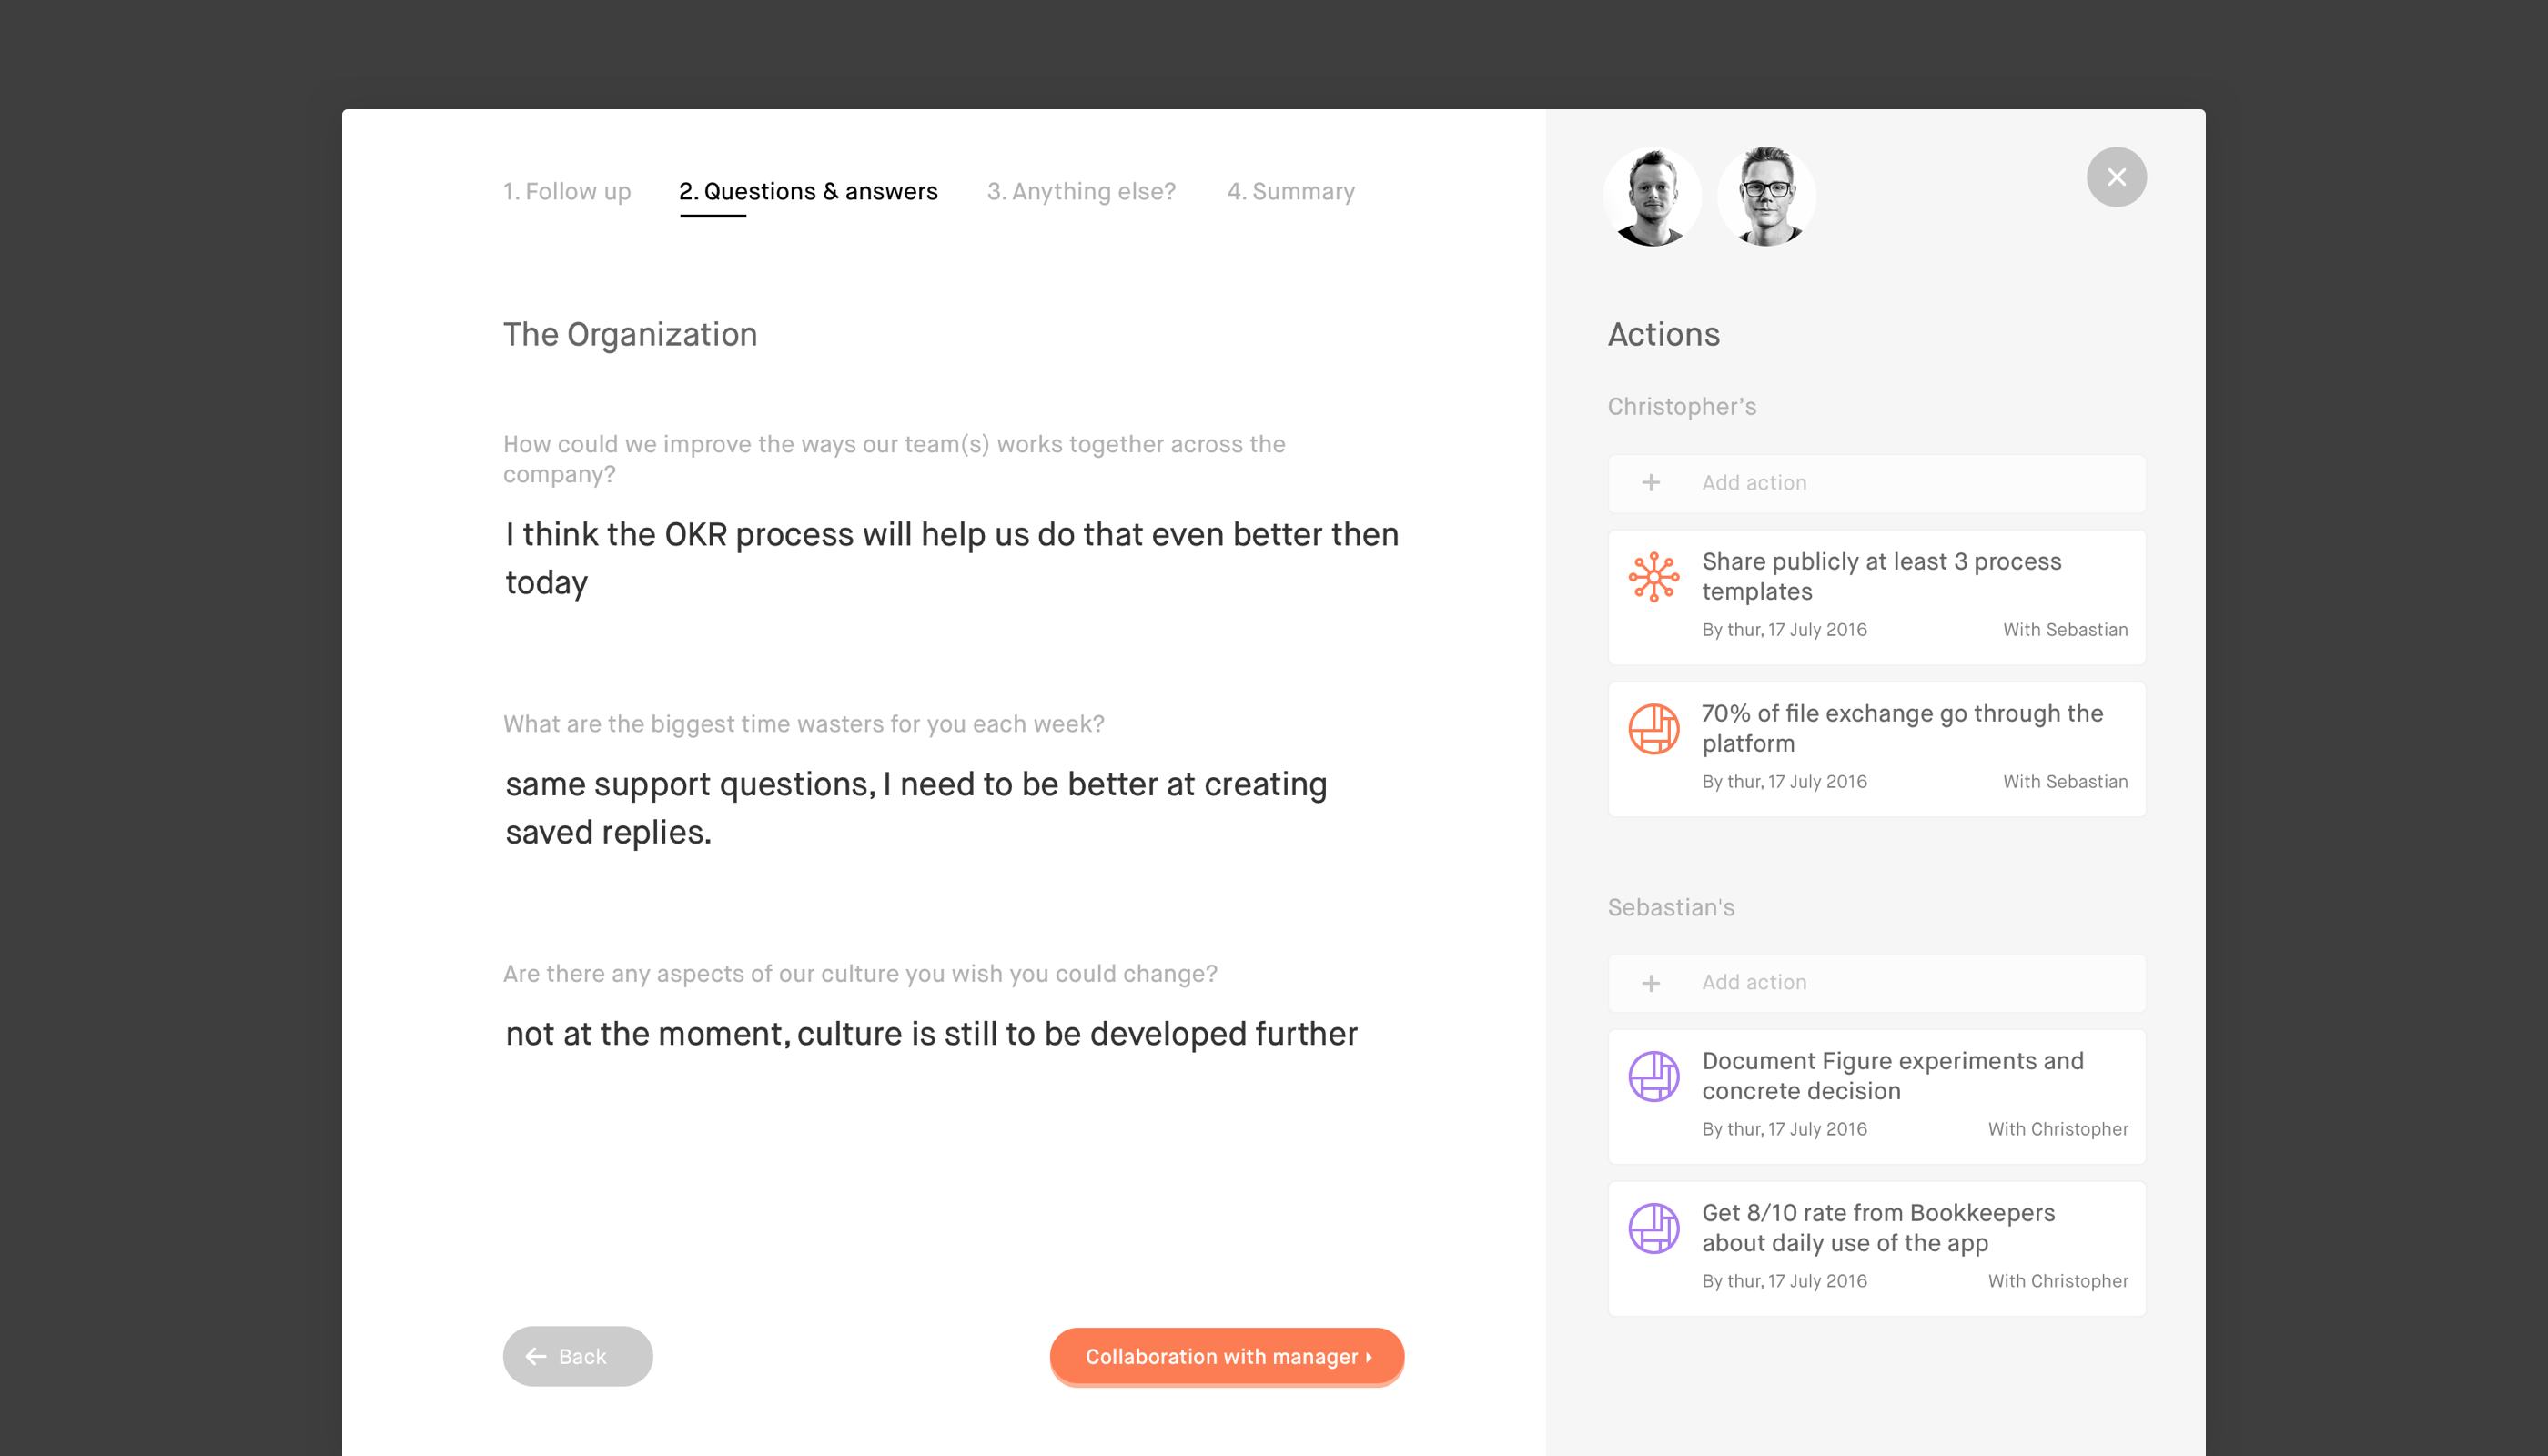 1. Follow up
2. Questions & answers
3. Anything else?
4. Summary
The Organization
How could we improve the ways our team(s) works together across the
company?
I think the OKR process will help us do that even better then
today
What are the biggest time wasters for you each week?
same support questions, I need to be better at creating
saved replies.
Are there any aspects of our culture you wish you could change?
not at the moment, culture is still to be developed further
Back
Collaboration with manager
Actions
Christopher’s
Add action
Share publicly at least 3 process
templates
By thur, 17 July 2016
With Sebastian
70% of file exchange go through the
platform
By thur, 17 July 2016
With Sebastian
Sebastian's
Add action
Document Figure experiments and
concrete decision
By thur, 17 July 2016
With Christopher
Get 8/10 rate from Bookkeepers
about daily use of the app
By thur, 17 July 2016
With Christopher